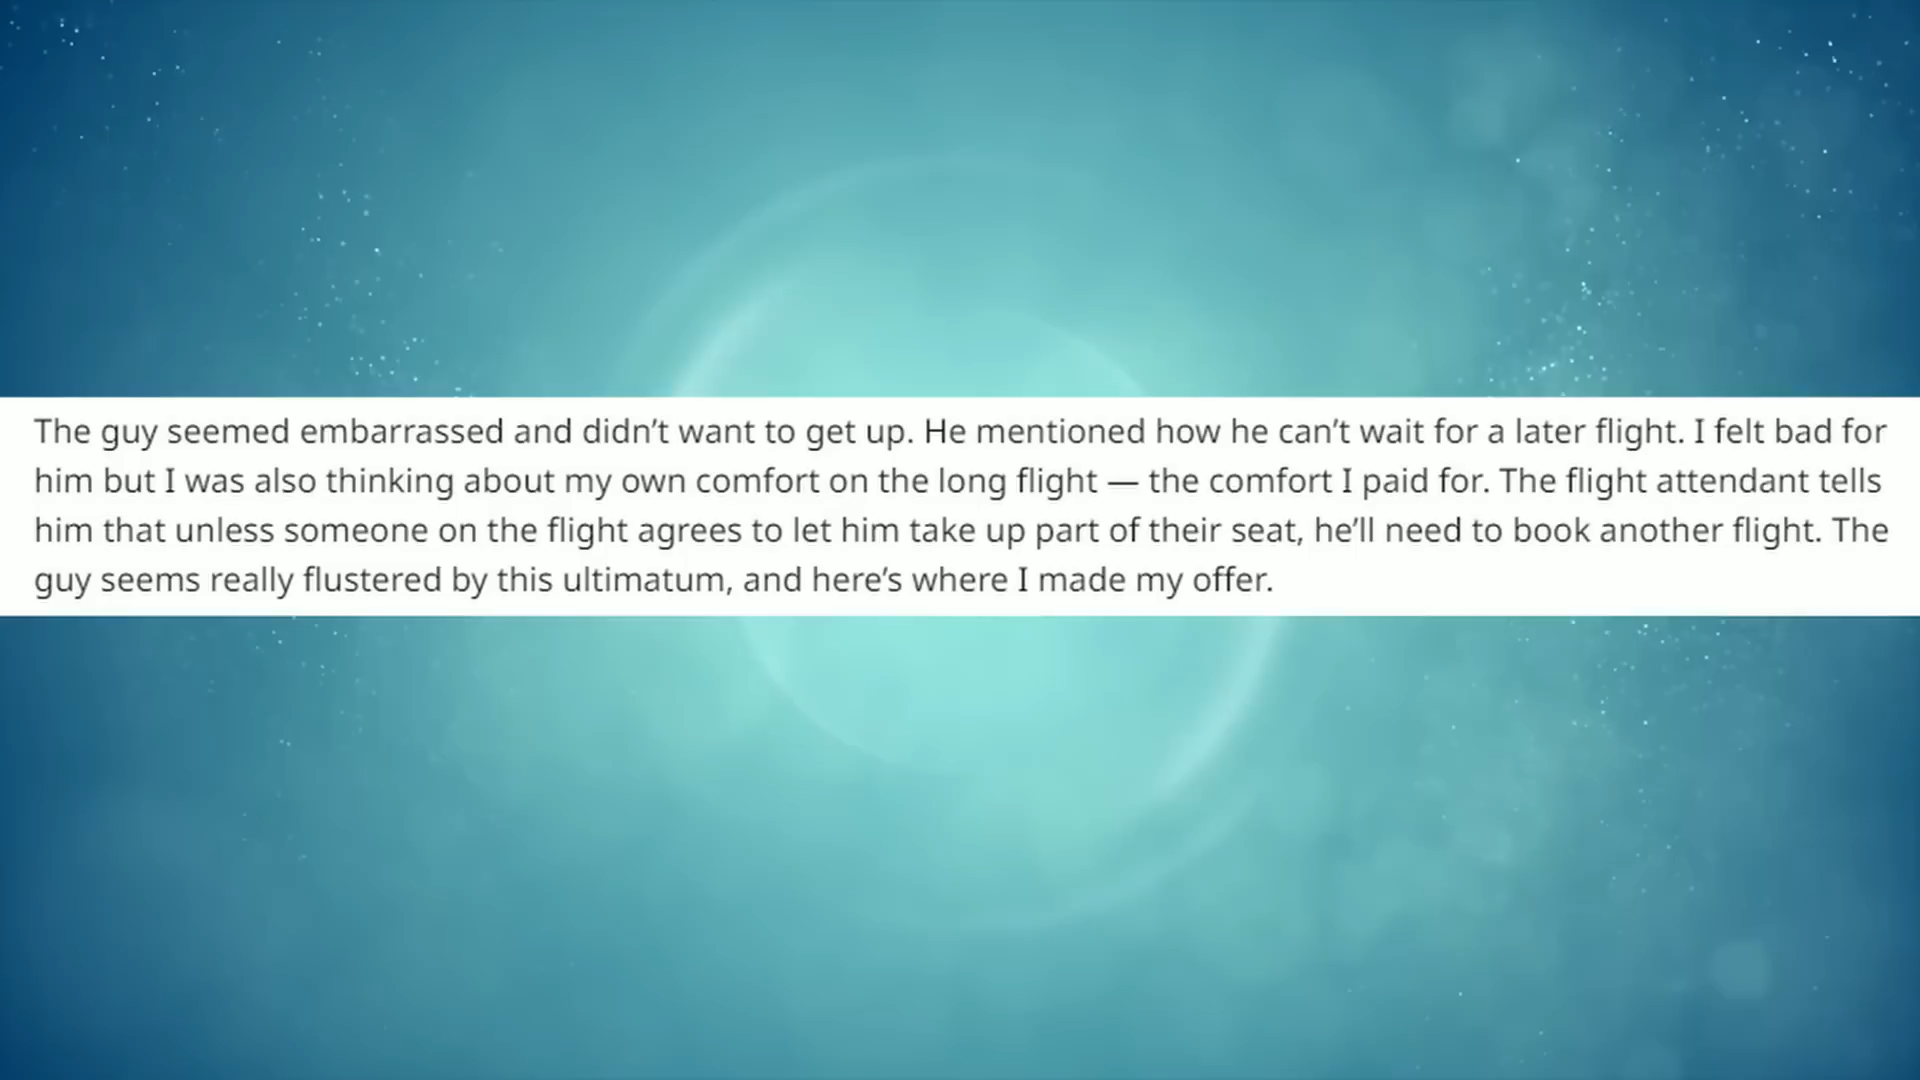 The guy seemed embarrassed and didn’t want to get up. He mentioned how he can’t wait for a later flight. I felt bad for
him but I was also thinking about my own comfort on the long flight — the comfort I paid for. The flight attendant tells
him that unless someone on the flight agrees to let him take up part of their seat, he’ll need to book another flight. The
guy seems really flustered by this ultimatum, and here’s where I made my offer.